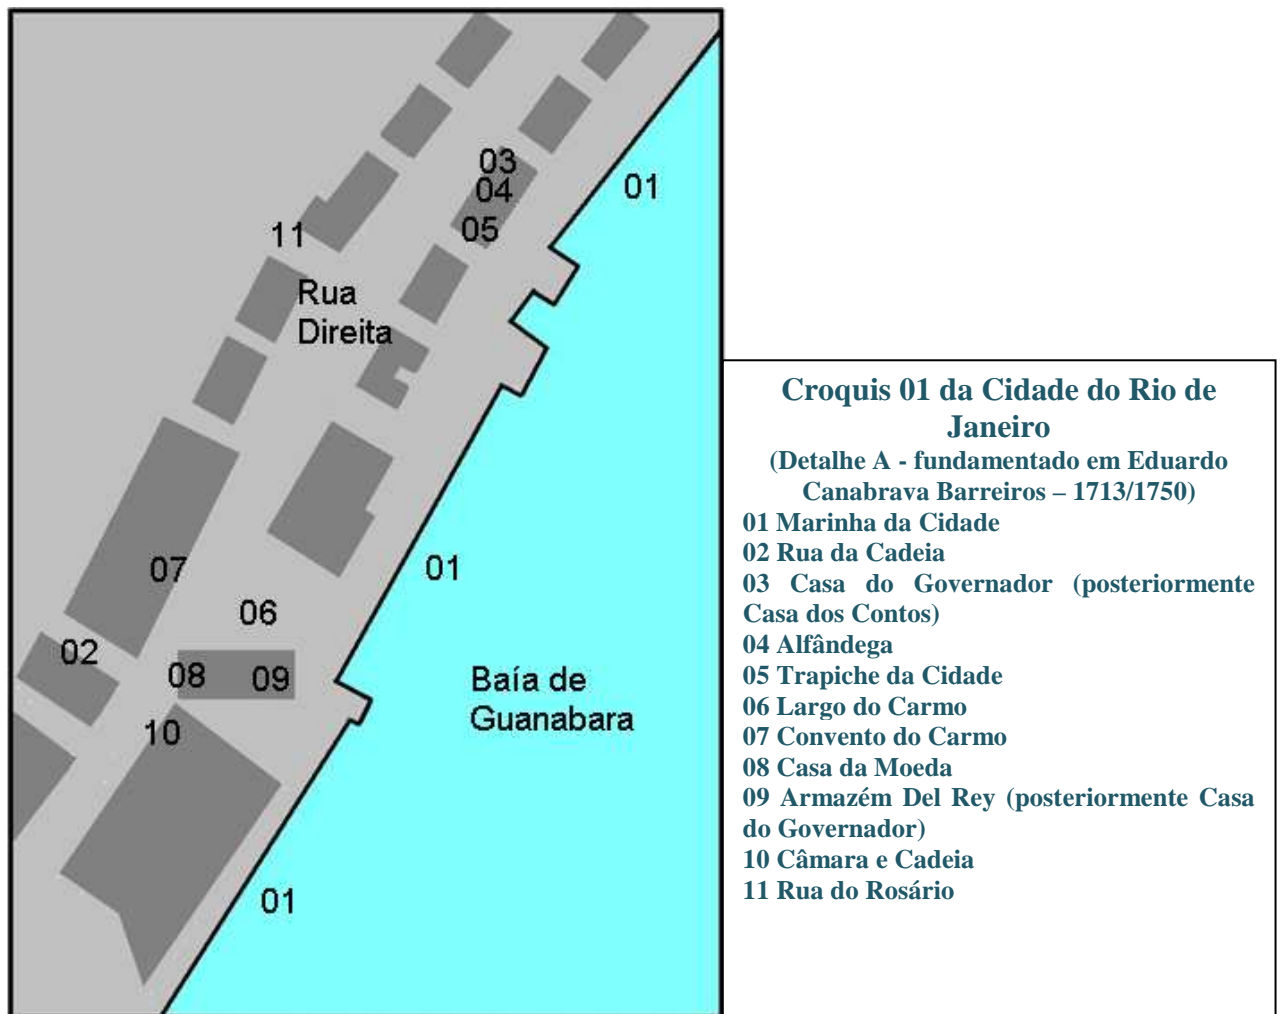 03
04
05
01
11
Rua
Direita
07
01
06
02
08
09
Baía de
Guanabara
10
01
Croquis 01 da Cidade do Rio de
Janeiro
(Detalhe A - fundamentado em Eduardo
Canabrava Barreiros – 1713/1750)
01 Marinha da Cidade
02 Rua da Cadeia
03 Casa do Governador (posteriormente
Casa dos Contos)
04 Alfândega
05 Trapiche da Cidade
06 Largo do Carmo
07 Convento do Carmo
08 Casa da Moeda
09 Armazém Del Rey (posteriormente Casa
do Governador)
10 Câmara e Cadeia
11 Rua do Rosário